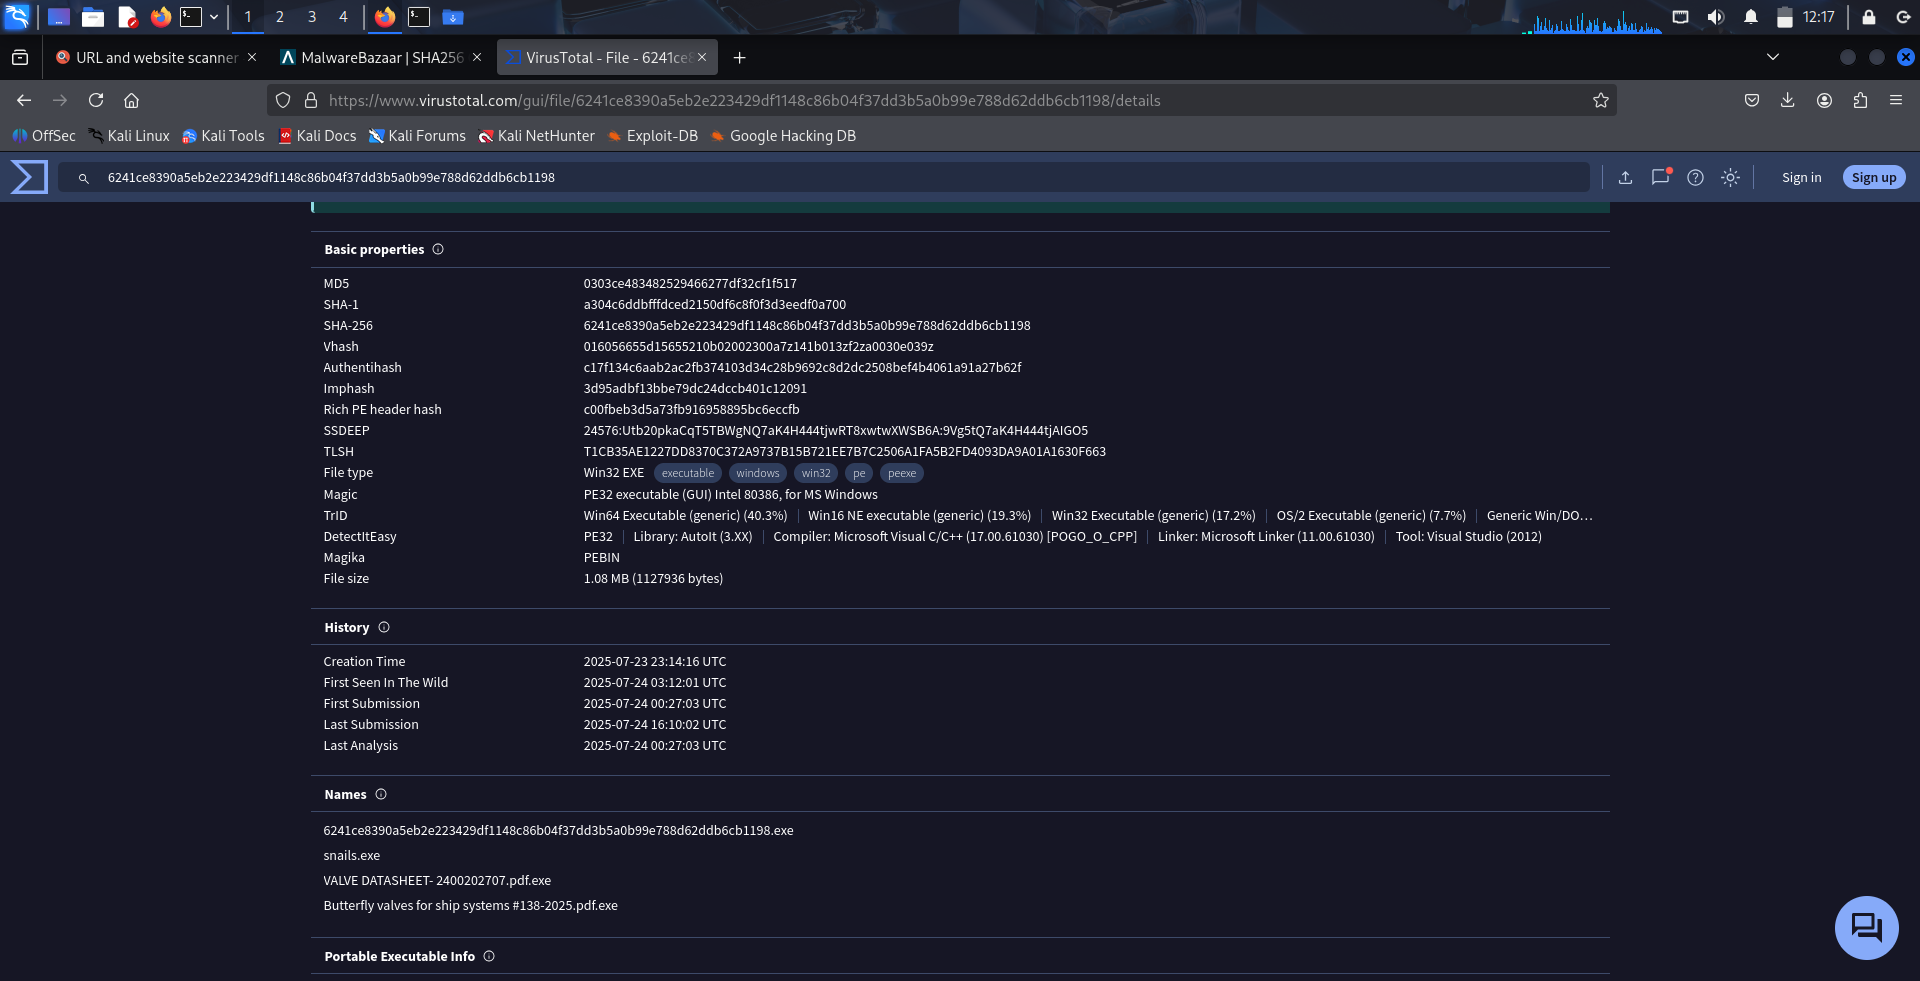 1 2 3 4 12:17
URL and website scanner MalwareBazaar | SHA256 VirusTotal - File - 6241ce8
https://www.virustotal.com/gui/file/6241ce8390a5eb2e223429df1148c86b04f37dd3b5a0b99e788d62ddb6cb1198/details
OffSec Kali Linux Kali Tools Kali Docs Kali Forums Kali NetHunter Exploit-DB Google Hacking DB
6241ce8390a5eb2e223429df1148c86b04f37dd3b5a0b99e788d62ddb6cb1198 Sign in Sign up
Basic properties
MD5 0303ce483482529466277df32cf1f517
SHA-1 a304c6ddbfffdced2150df6c8f0f3d3eedf0a700
SHA-256 6241ce8390a5eb2e223429df1148c86b04f37dd3b5a0b99e788d62ddb6cb1198
Vhash 016056655d15655210b02002300a7z141b013zf2za0030e039z
Authentihash c17f134c6aab2ac2fb374103d34c28b9692c8d2dc2508bef4b4061a91a27b62f
Imphash 3d95adbf13bbe79dc24dccb401c12091
Rich PE header hash c00fbeb3d5a73fb916958895bc6eccfb
SSDEEP 24576:Utb20pkaCqT5TBWgNQ7aK4H444tjwRT8xwtwXWSB6A:9Vg5tQ7aK4H444tjAIGO5
TLSH T1CB35AE1227DD8370C372A9737B15B721EE7B7C2506A1FA5B2FD4093DA9A01A1630F663
File type Win32 EXE executable windows win32 pe peexe
Magic PE32 executable (GUI) Intel 80386, for MS Windows
TrID Win64 Executable (generic) (40.3%) Win16 NE executable (generic) (19.3%) Win32 Executable (generic) (17.2%) OS/2 Executable (generic) (7.7%) Generic Win/DO…
DetectItEasy PE32 Library: AutoIt (3.XX) Compiler: Microsoft Visual C/C++ (17.00.61030) [POGO_O_CPP] Linker: Microsoft Linker (11.00.61030) Tool: Visual Studio (2012)
Magika PEBIN
File size 1.08 MB (1127936 bytes)
History
Creation Time 2025-07-23 23:14:16 UTC
First Seen In The Wild 2025-07-24 03:12:01 UTC
First Submission 2025-07-24 00:27:03 UTC
Last Submission 2025-07-24 16:10:02 UTC
Last Analysis 2025-07-24 00:27:03 UTC
Names
6241ce8390a5eb2e223429df1148c86b04f37dd3b5a0b99e788d62ddb6cb1198.exe
snails.exe
VALVE DATASHEET- 2400202707.pdf.exe
Butterfly valves for ship systems #138-2025.pdf.exe
Portable Executable Info